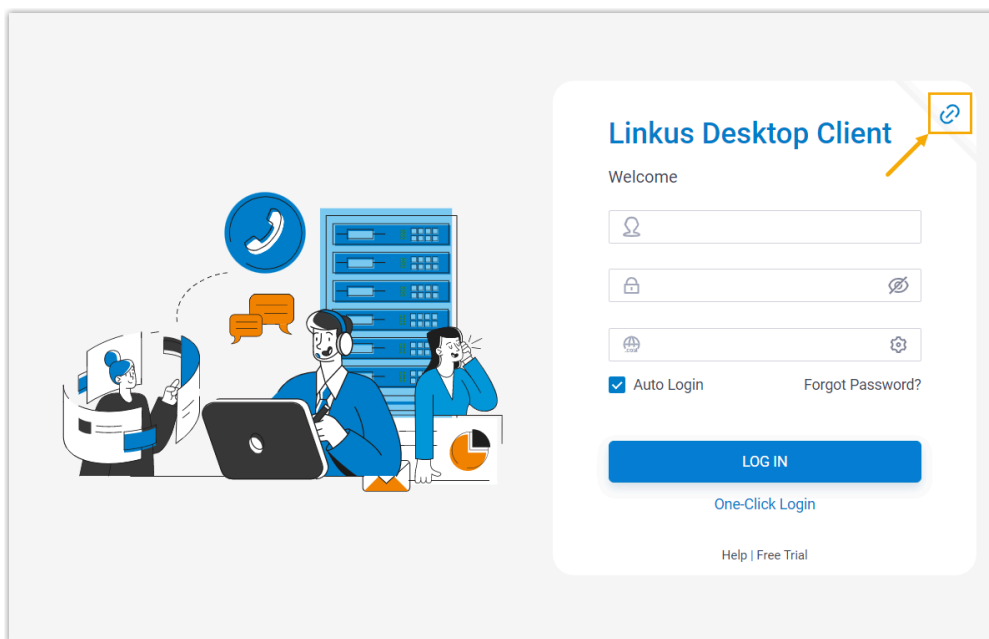 Linkus Desktop Client
Welcome
Auto Login
Forgot Password?
LOG IN
One-Click Login
Help | Free Trial